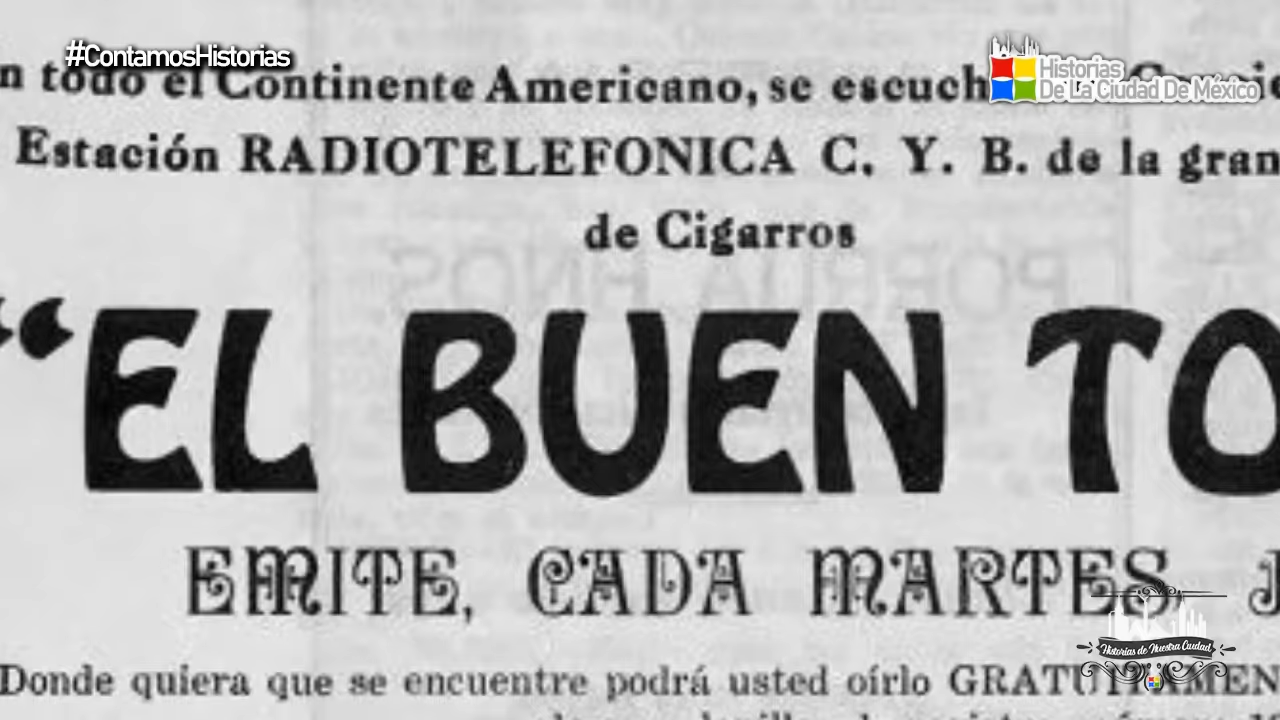 #ContamosHistorias
Historias
De La Ciudad De México
n todo el Continente Americano, se escuch
Estación RADIOTELEFONICA C. Y. B. de la gran
de Cigarros
“EL BUEN TO
EMITE, CADA MARTES, J
Historias de Nuestra Ciudad
Donde quiera que se encuentre podrá usted oírlo GRATUITAMEN